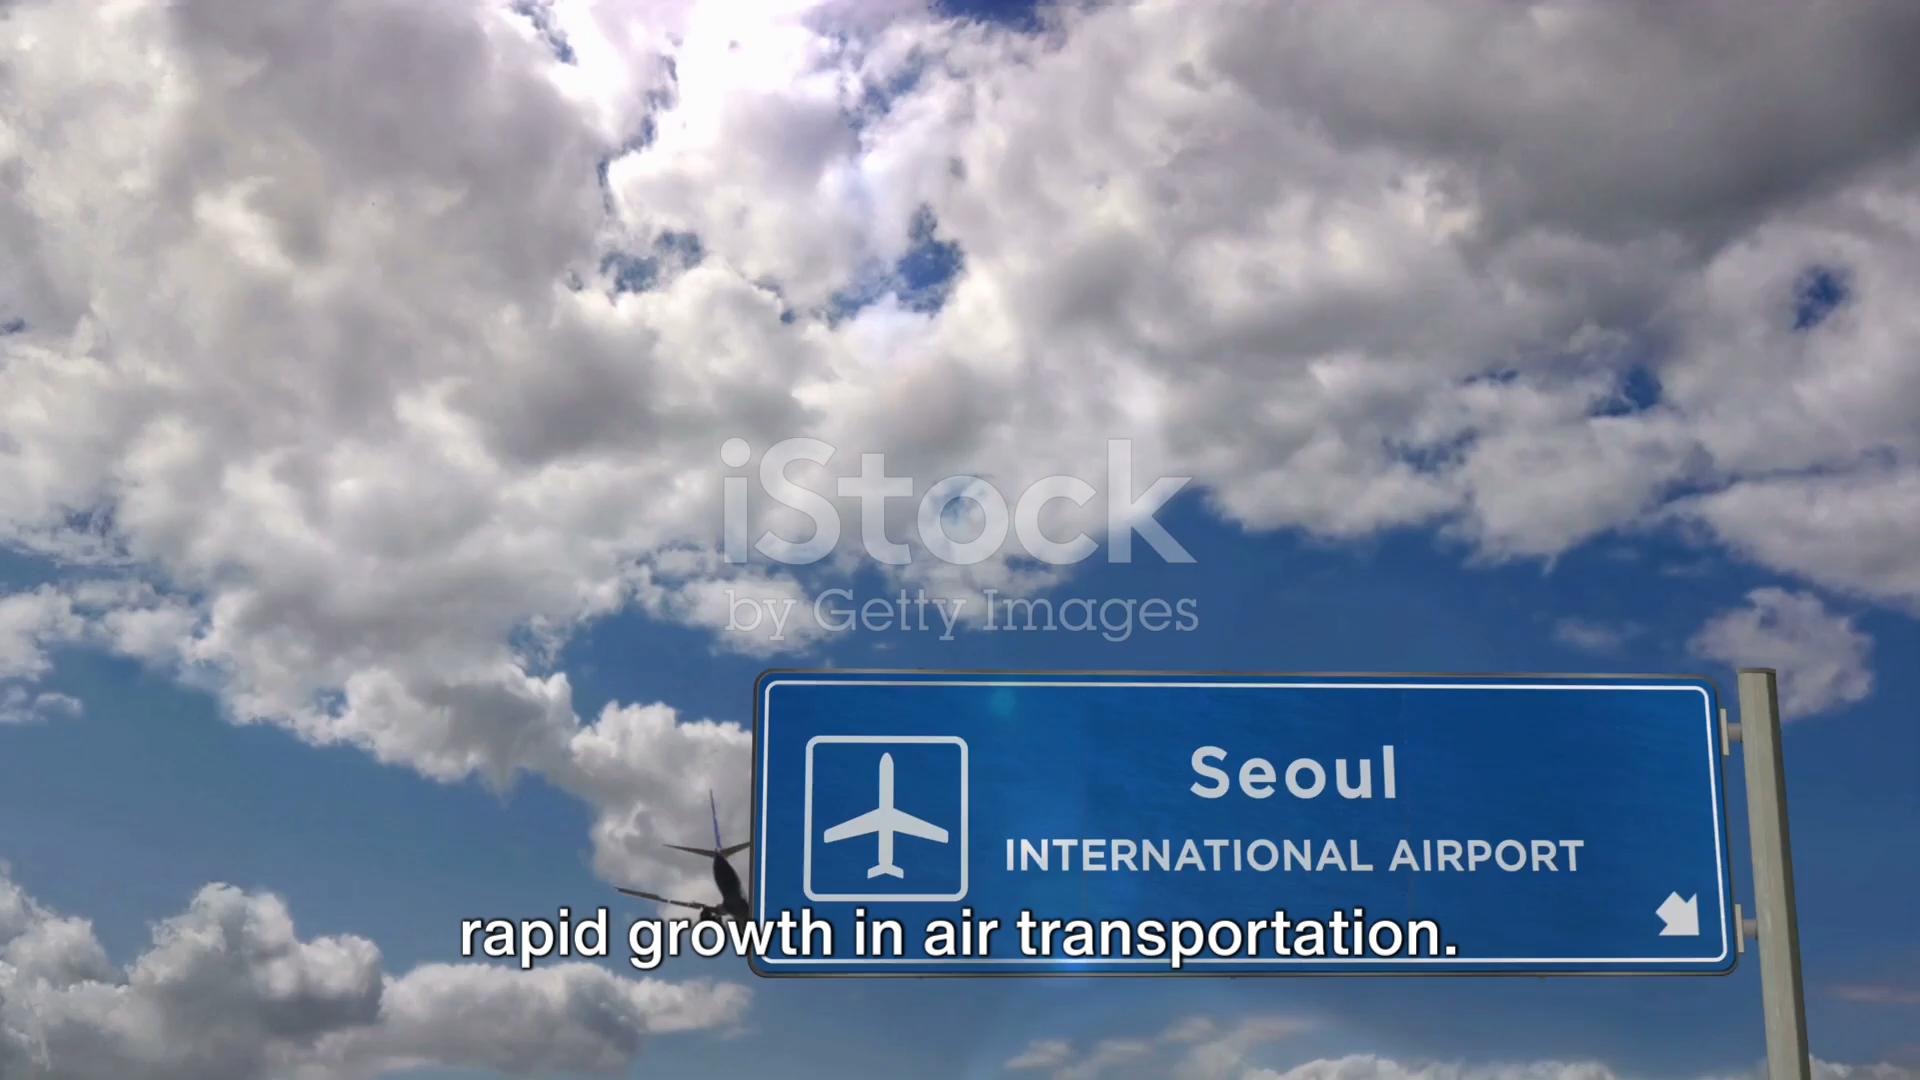 iStock
by Getty Images
Seoul
INTERNATIONAL AIRPORT
rapid growth in air transportation.